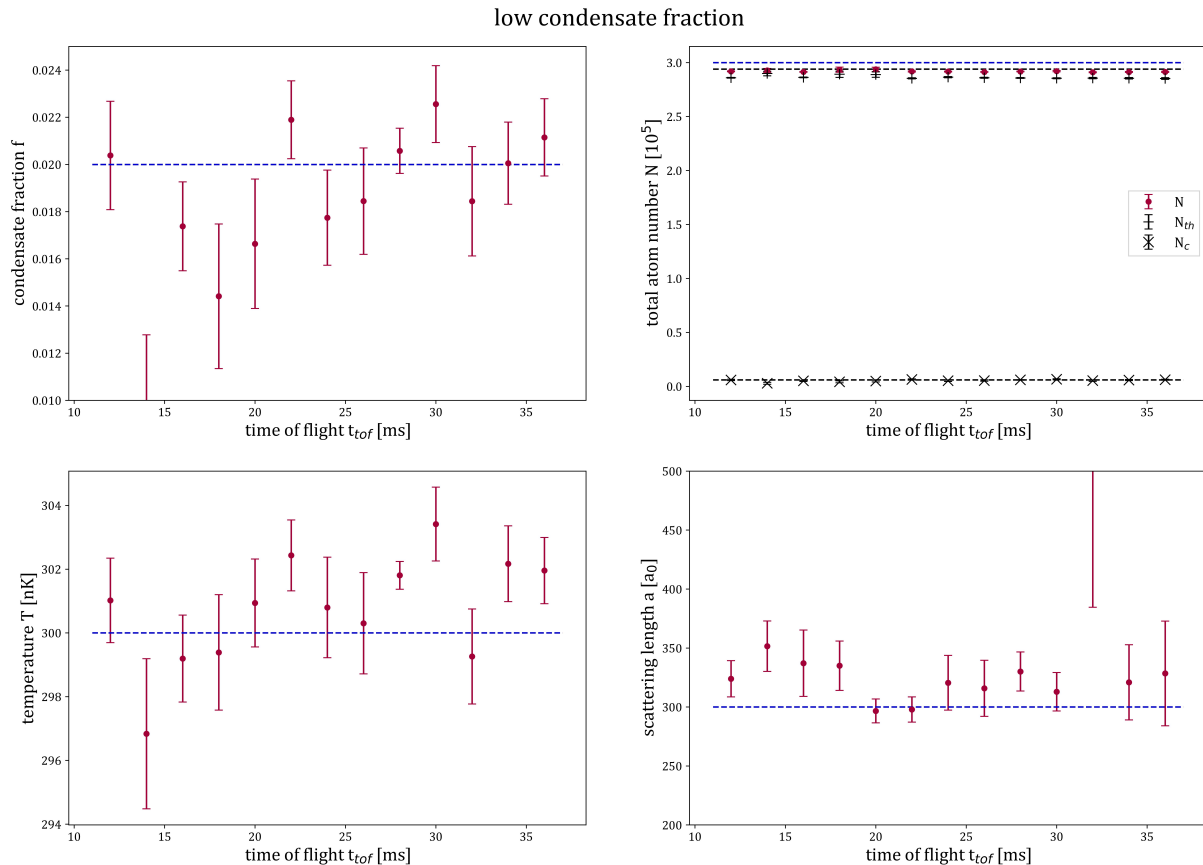 low condensate fraction
condensate fraction f
0.024
0.022
0.020
0.018
0.016
0.014
0.012
0.010
10 15 20 25 30 35
time of flight t_tof [ms]
total atom number N [10^5]
3.0
2.5
2.0
1.5
1.0
0.5
0.0
N
N_th
N_c
10 15 20 25 30 35
time of flight t_tof [ms]
temperature T [nK]
304
302
300
298
296
294
10 15 20 25 30 35
time of flight t_tof [ms]
scattering length a [a_0]
500
450
400
350
300
250
200
10 15 20 25 30 35
time of flight t_tof [ms]